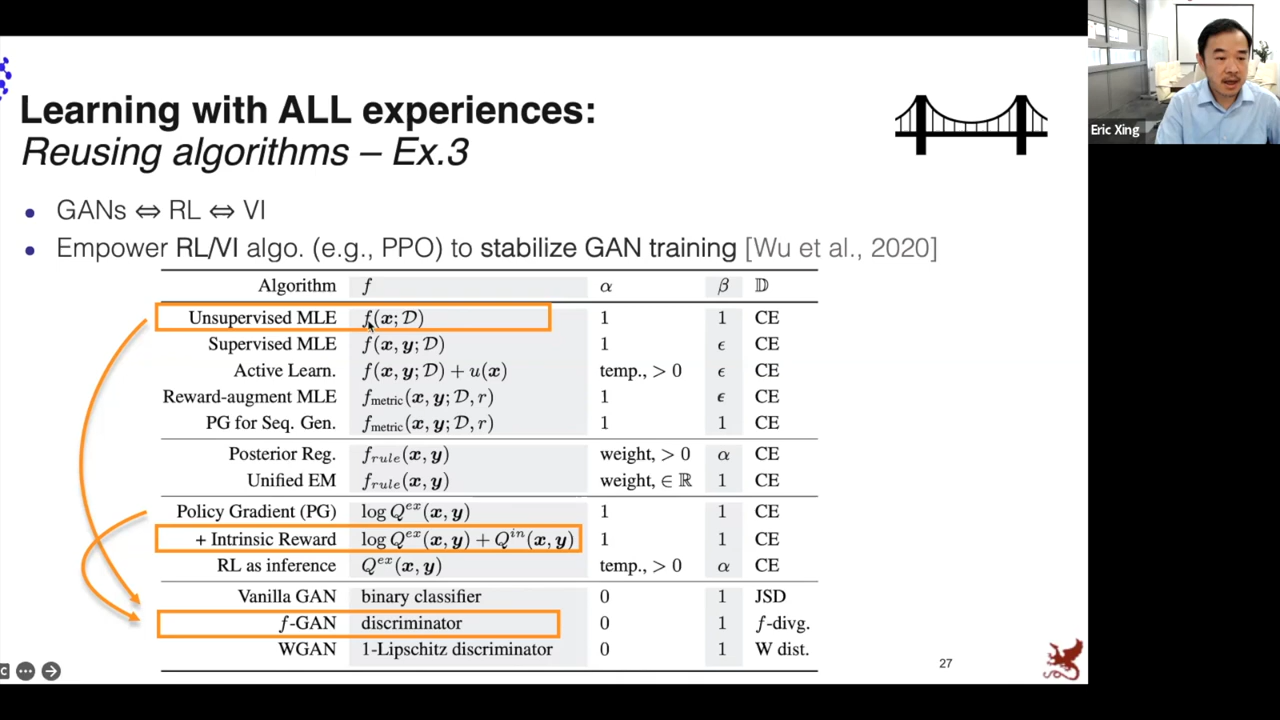 Learning with ALL experiences:
Reusing algorithms – Ex.3
• GANs ⇔ RL ⇔ VI
• Empower RL/VI algo. (e.g., PPO) to stabilize GAN training [Wu et al., 2020]
Algorithm f α β 𝔻
Unsupervised MLE f(x; D) 1 1 CE
Supervised MLE f(x, y; D) 1 ϵ CE
Active Learn. f(x, y; D) + u(x) temp., > 0 ϵ CE
Reward-augment MLE f_metric(x, y; D, r) 1 ϵ CE
PG for Seq. Gen. f_metric(x, y; D, r) 1 1 CE
Posterior Reg. f_rule(x, y) weight, > 0 α CE
Unified EM f_rule(x, y) weight, ∈ ℝ 1 CE
Policy Gradient (PG) log Q^ex(x, y) 1 1 CE
+ Intrinsic Reward log Q^ex(x, y) + Q^in(x, y) 1 1 CE
RL as inference Q^ex(x, y) temp., > 0 α CE
Vanilla GAN binary classifier 0 1 JSD
f-GAN discriminator 0 1 f-divg.
WGAN 1-Lipschitz discriminator 0 1 W dist.
27
Eric Xing